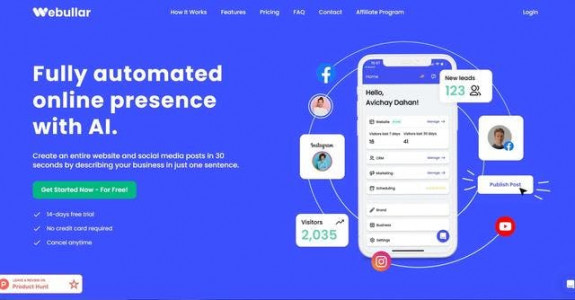 Webullar
How it Works Features Pricing FAQ Contact Affiliate Program
Login
Fully automated
online presence
with AI.
Create an entire website and social media posts in 30
seconds by describing your business in just one sentence.
Get Started Now - For Free!
14-days free trial
No credit card required
Cancel anytime
LEAVE A REVIEW ON
Product Hunt
Home
Hello,
Avichay Dahan!
Website
Manage
Visitors last 7 days
Visitors last 30 days
16
41
Manage
Marketing
Manage
Scheduling
Brand
Business
Settings
New leads
123
Instagram
Publish Post
Visitors
2,035